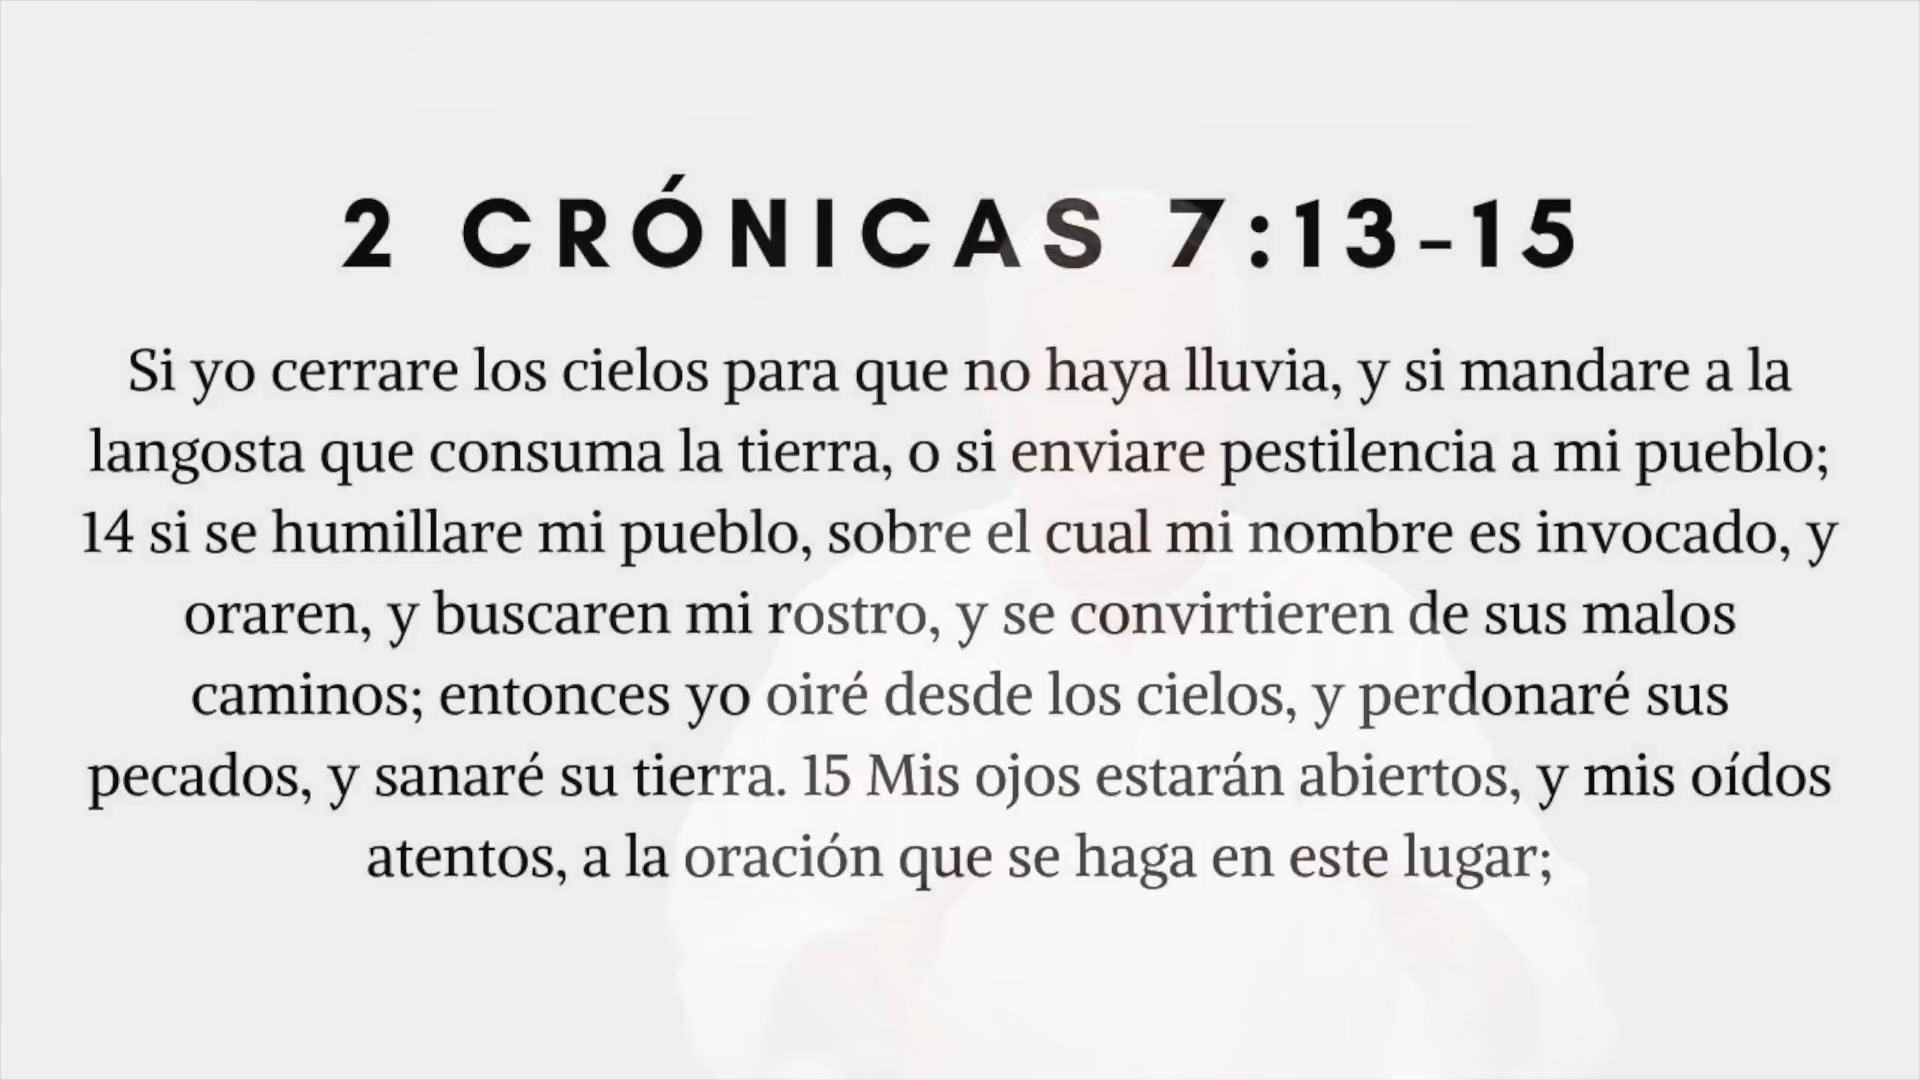 2 CRÓNICAS 7:13-15
Si yo cerrare los cielos para que no haya lluvia, y si mandare a la
langosta que consuma la tierra, o si enviare pestilencia a mi pueblo;
14 si se humillare mi pueblo, sobre el cual mi nombre es invocado, y
oraren, y buscaren mi rostro, y se convirtieren de sus malos
caminos; entonces yo oiré desde los cielos, y perdonaré sus
pecados, y sanaré su tierra. 15 Mis ojos estarán abiertos, y mis oídos
atentos, a la oración que se haga en este lugar;